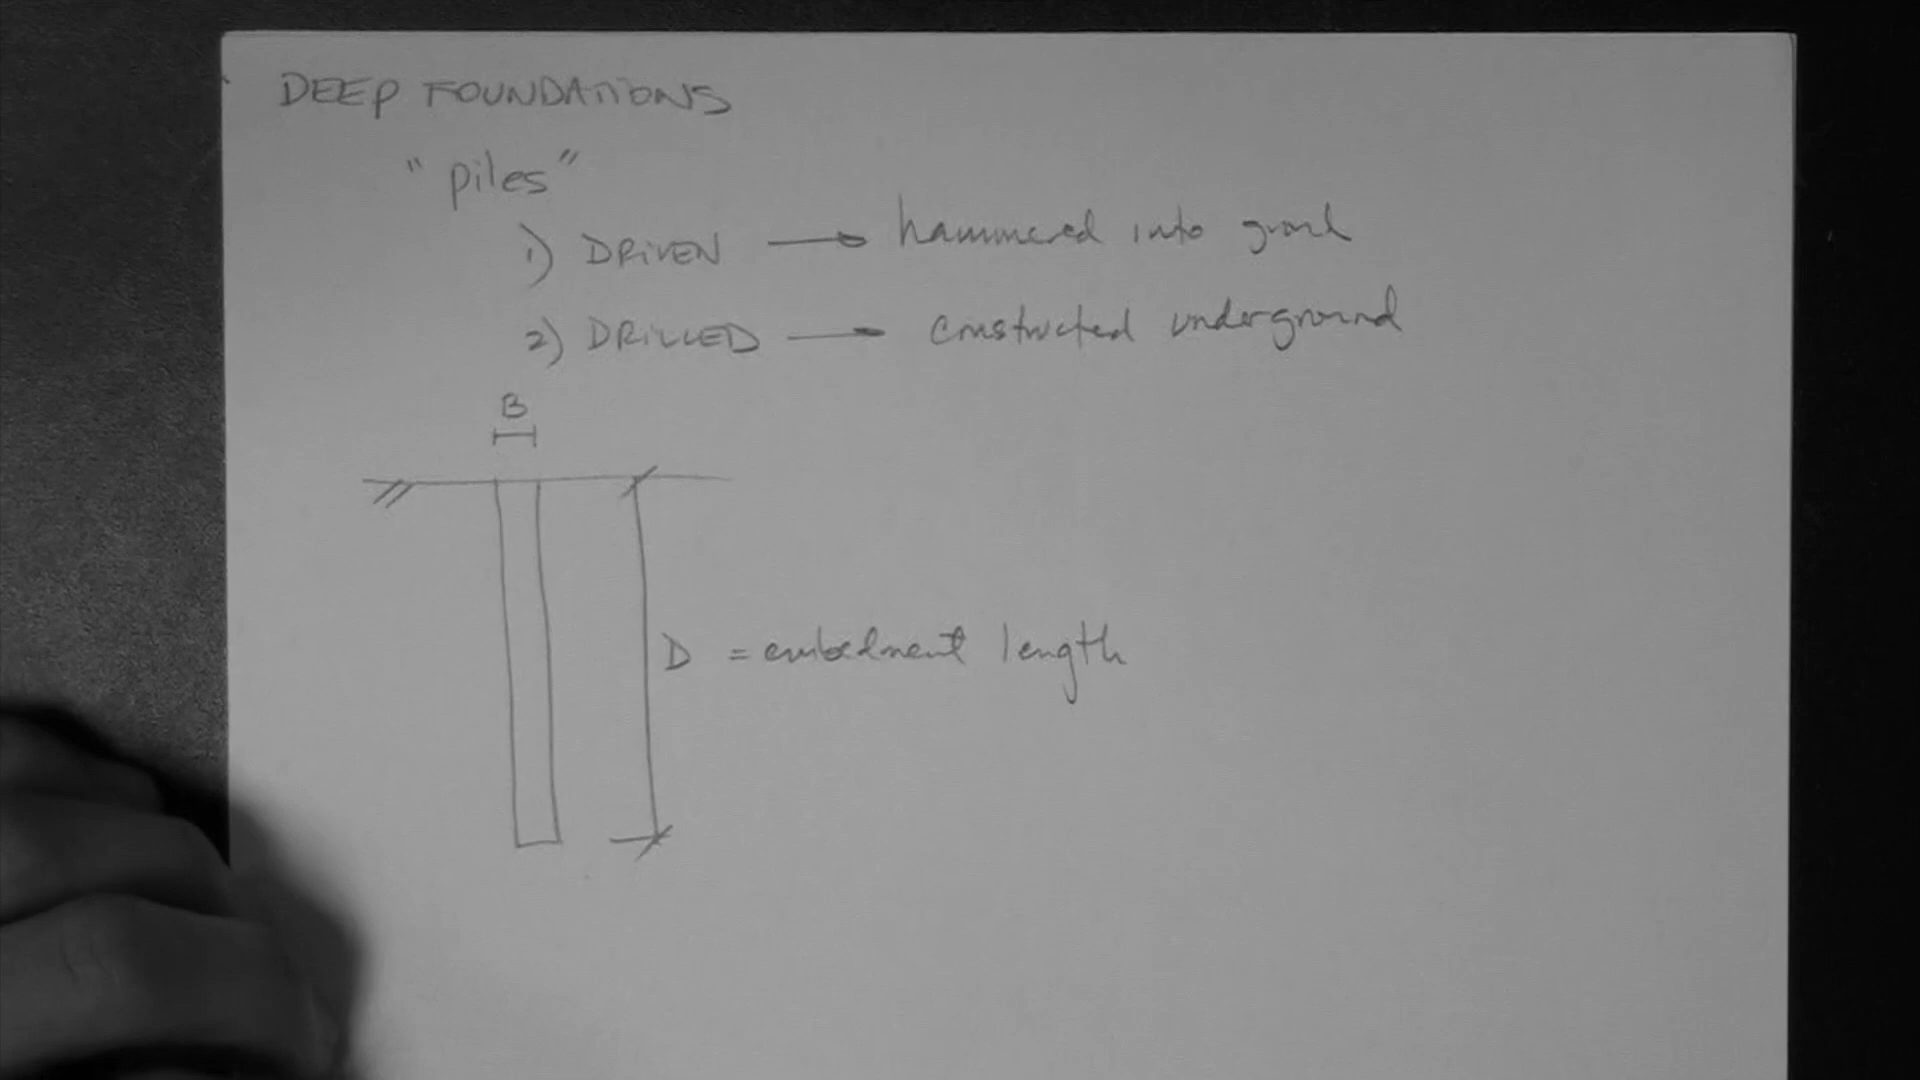 DEEP FOUNDATIONS
"piles"
1) DRIVEN → hammered into ground
2) DRILLED → constructed underground
B
D = embedment length